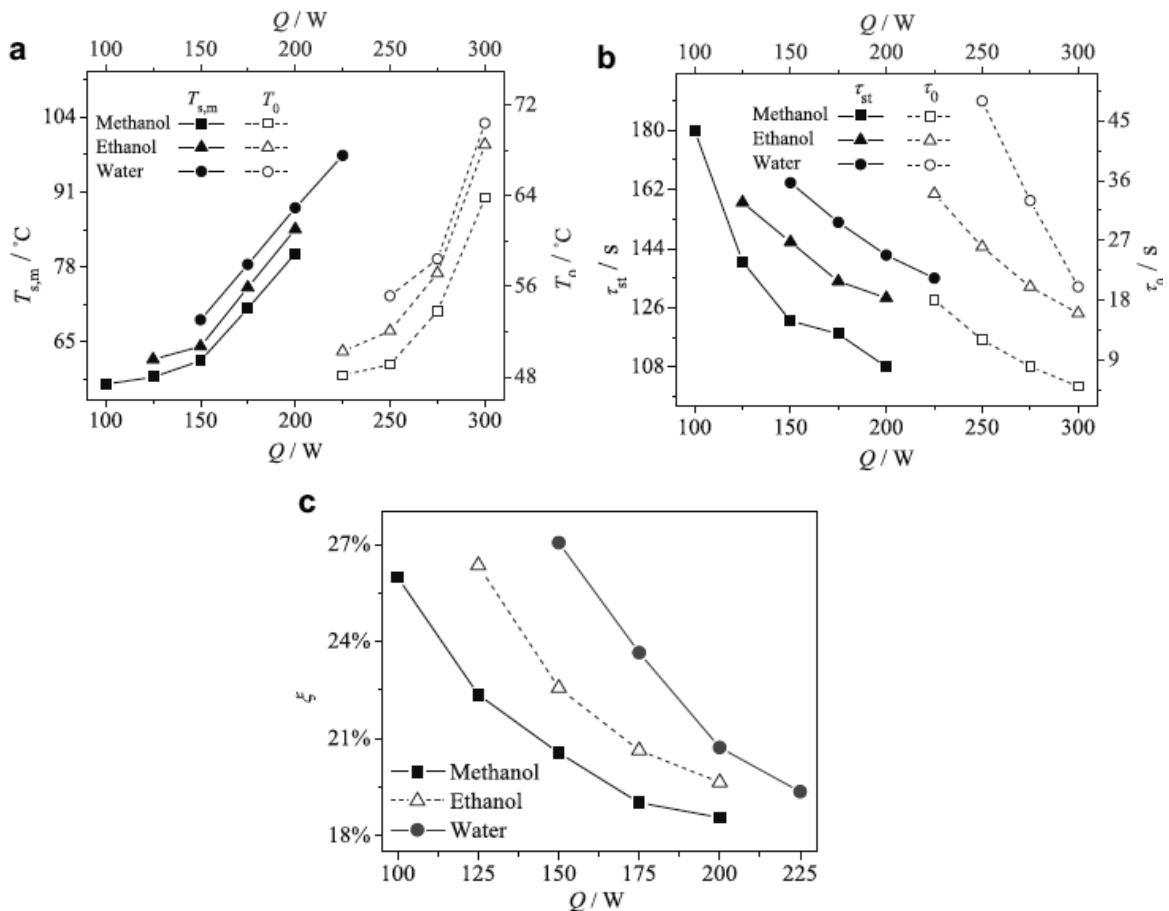 a
Q / W
100 150 200 250 300
T_s,m T_0
Methanol
Ethanol
Water
104
91
78
65
T_s,m / °C
72
64
56
48
T_0 / °C
100 150 200 250 300
Q / W
b
Q / W
100 150 200 250 300
τ_st τ_0
Methanol
Ethanol
Water
180
162
144
126
108
τ_st / s
45
36
27
18
9
τ_0 / s
100 150 200 250 300
Q / W
c
27%
24%
21%
18%
ξ
Methanol
Ethanol
Water
100 125 150 175 200 225
Q / W